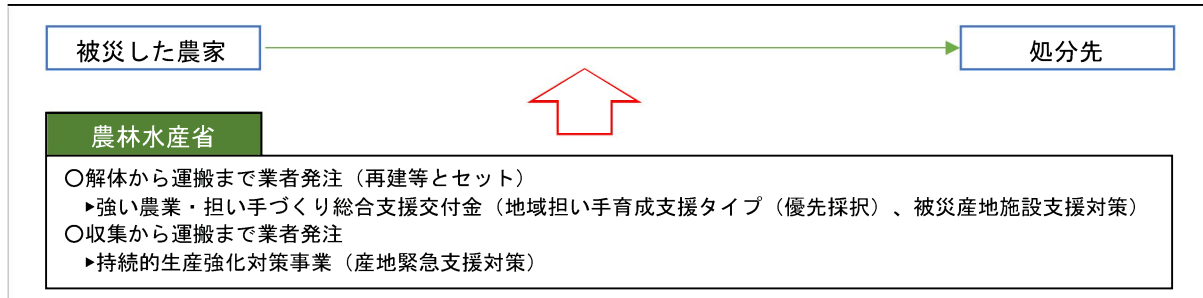 被災した農家
処分先
農林水産省
〇解体から運搬まで業者発注（再建等とセット）
▶強い農業・担い手づくり総合支援交付金（地域担い手育成支援タイプ（優先採択）、被災産地施設支援対策）
〇収集から運搬まで業者発注
▶持続的生産強化対策事業（産地緊急支援対策）